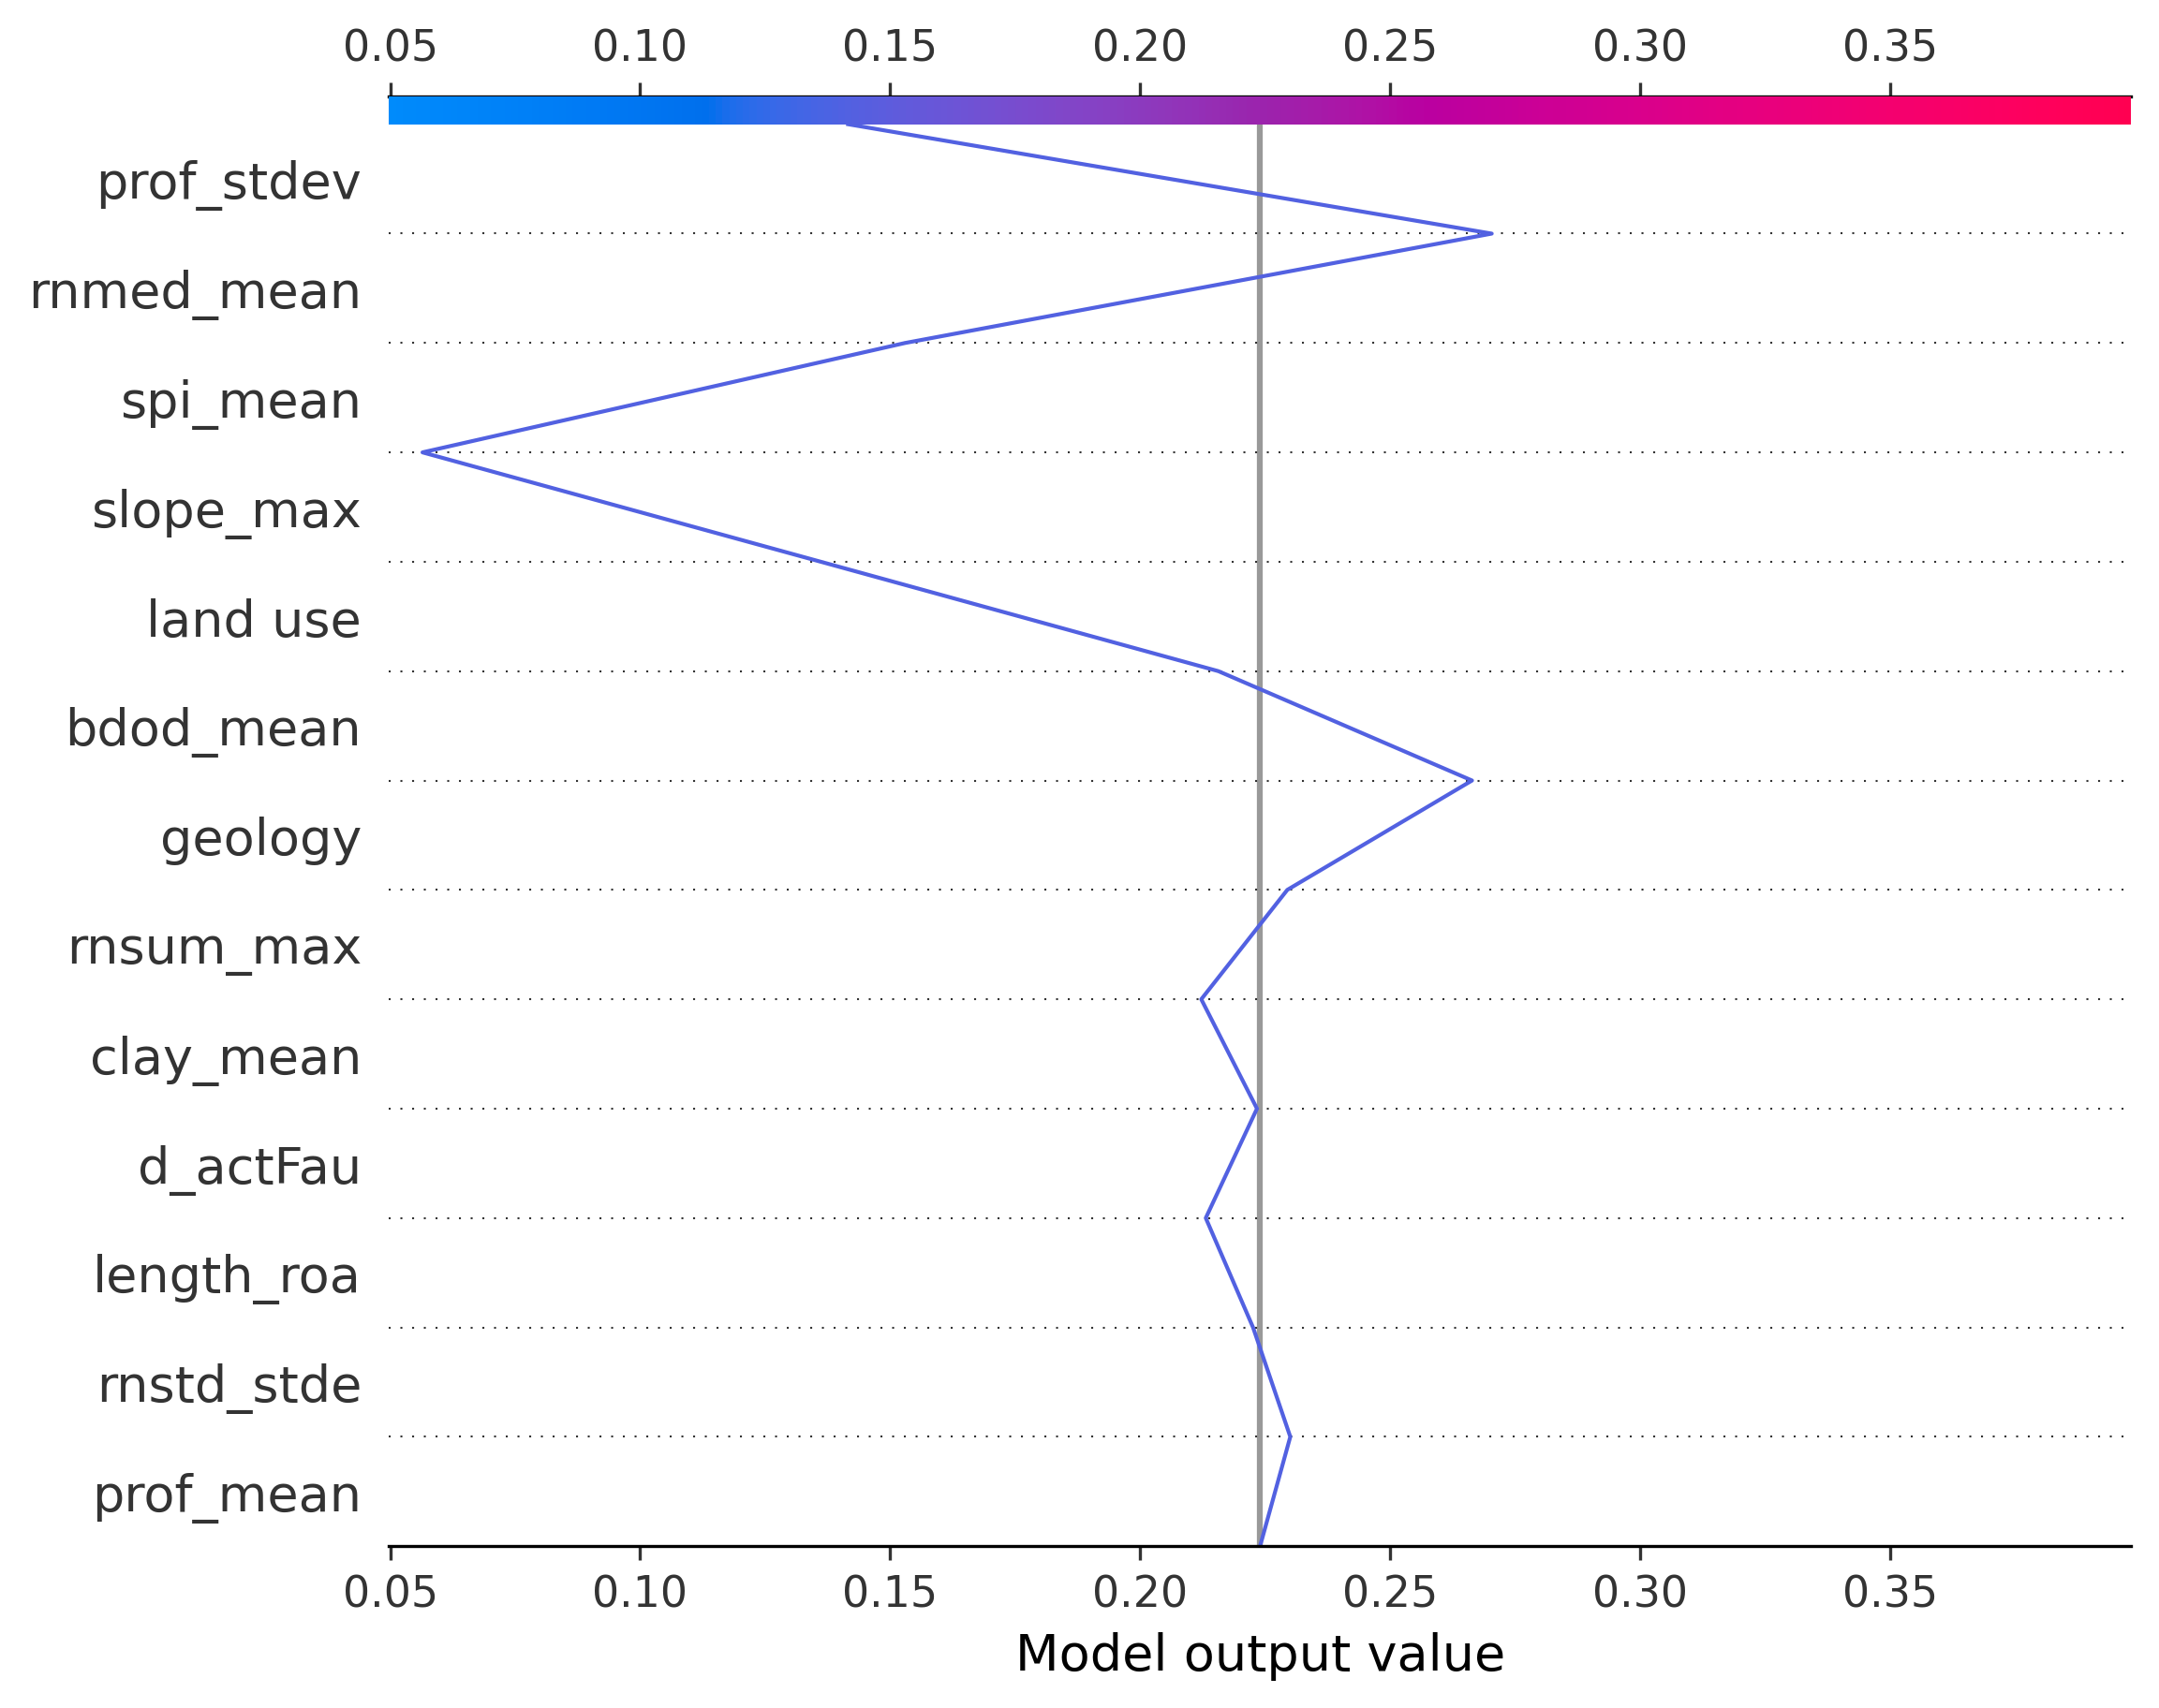 0.05 0.10 0.15 0.20 0.25 0.30 0.35
prof_stdev
rnmed_mean
spi_mean
slope_max
land use
bdod_mean
geology
rnsum_max
clay_mean
d_actFau
length_roa
rnstd_stde
prof_mean
0.05 0.10 0.15 0.20 0.25 0.30 0.35
Model output value